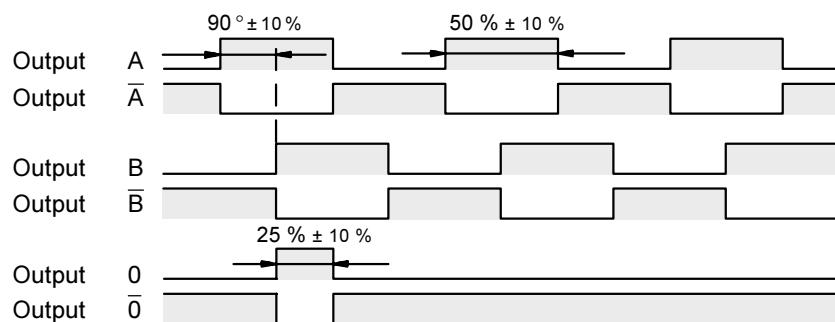 90 ° ± 10 % 50 % ± 10 %
Output A
Output A̅
Output B
Output B̅
25 % ± 10 %
Output 0
Output 0̅